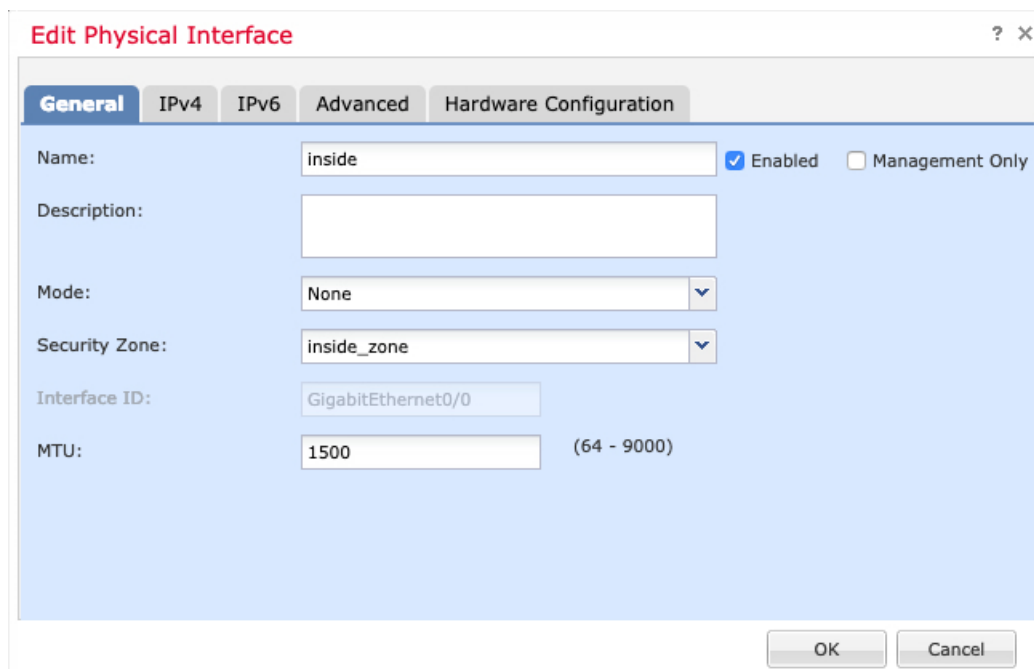 Edit Physical Interface ? ×
General IPv4 IPv6 Advanced Hardware Configuration
Name: inside Enabled Management Only
Description:
Mode: None
Security Zone: inside_zone
Interface ID: GigabitEthernet0/0
MTU: 1500 (64 - 9000)
OK Cancel